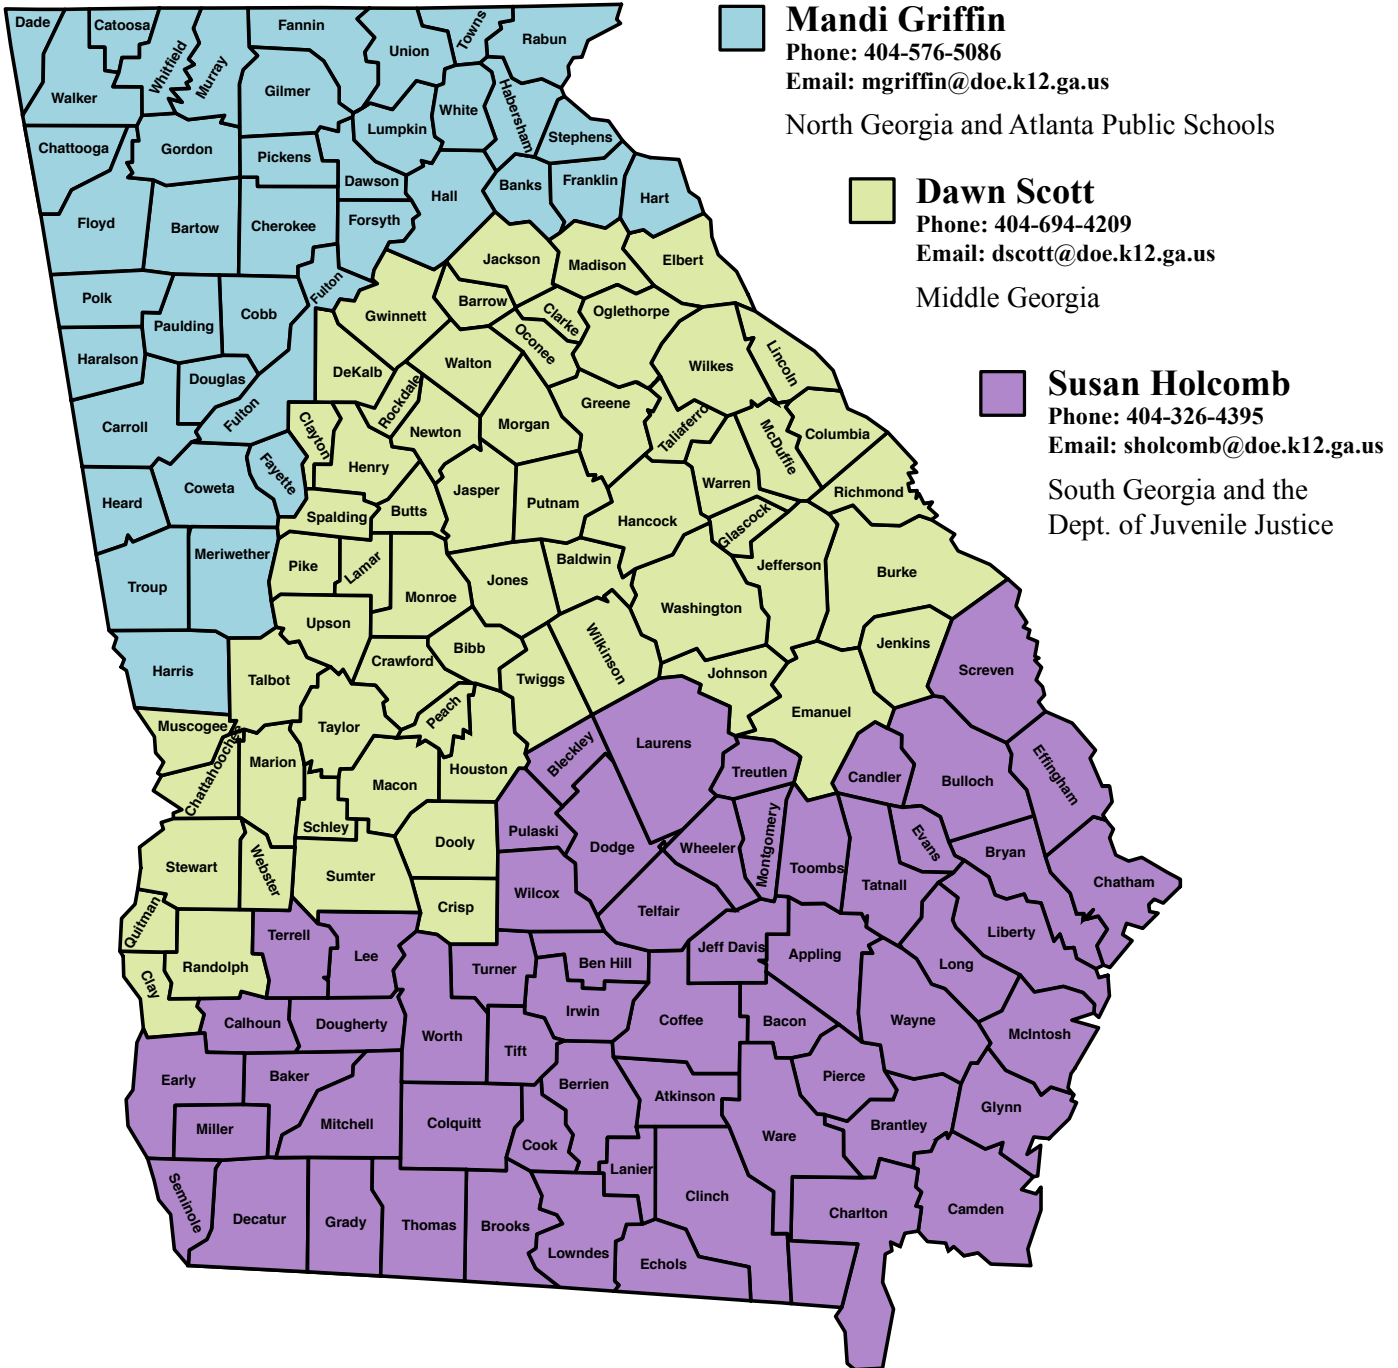 Mandi Griffin
Phone: 404-576-5086
Email: mgriffin@doe.k12.ga.us
North Georgia and Atlanta Public Schools
Dawn Scott
Phone: 404-694-4209
Email: dscott@doe.k12.ga.us
Middle Georgia
Susan Holcomb
Phone: 404-326-4395
Email: sholcomb@doe.k12.ga.us
South Georgia and the
Dept. of Juvenile Justice
Dade
Catoosa
Whitfield
Murray
Fannin
Union
Towns
Rabun
Walker
Gilmer
White
Habersham
Lumpkin
Stephens
Chattooga
Gordon
Pickens
Dawson
Hall
Banks
Franklin
Hart
Floyd
Bartow
Cherokee
Forsyth
Jackson
Madison
Elbert
Polk
Paulding
Cobb
Fulton
Gwinnett
Barrow
Clarke
Oconee
Oglethorpe
Haralson
Douglas
DeKalb
Rockdale
Walton
Wilkes
Lincoln
Carroll
Fulton
Clayton
Newton
Morgan
Greene
Taliaferro
McDuffie
Columbia
Heard
Coweta
Fayette
Henry
Spalding
Butts
Jasper
Putnam
Hancock
Warren
Glascock
Richmond
Troup
Meriwether
Pike
Lamar
Monroe
Jones
Baldwin
Washington
Jefferson
Burke
Harris
Talbot
Upson
Crawford
Bibb
Twiggs
Wilkinson
Johnson
Jenkins
Screven
Muscogee
Chattahoochee
Marion
Taylor
Peach
Macon
Houston
Bleckley
Laurens
Treutlen
Emanuel
Candler
Bulloch
Effingham
Stewart
Webster
Schley
Sumter
Dooly
Crisp
Pulaski
Wilcox
Dodge
Wheeler
Montgomery
Toombs
Tatnall
Evans
Bryan
Chatham
Quitman
Randolph
Clay
Terrell
Lee
Turner
Ben Hill
Telfair
Jeff Davis
Appling
Long
Liberty
Calhoun
Dougherty
Worth
Tift
Irwin
Coffee
Bacon
Wayne
McIntosh
Early
Miller
Baker
Mitchell
Colquitt
Cook
Berrien
Atkinson
Ware
Pierce
Brantley
Glynn
Seminole
Decatur
Grady
Thomas
Brooks
Lowndes
Lanier
Echols
Clinch
Charlton
Camden